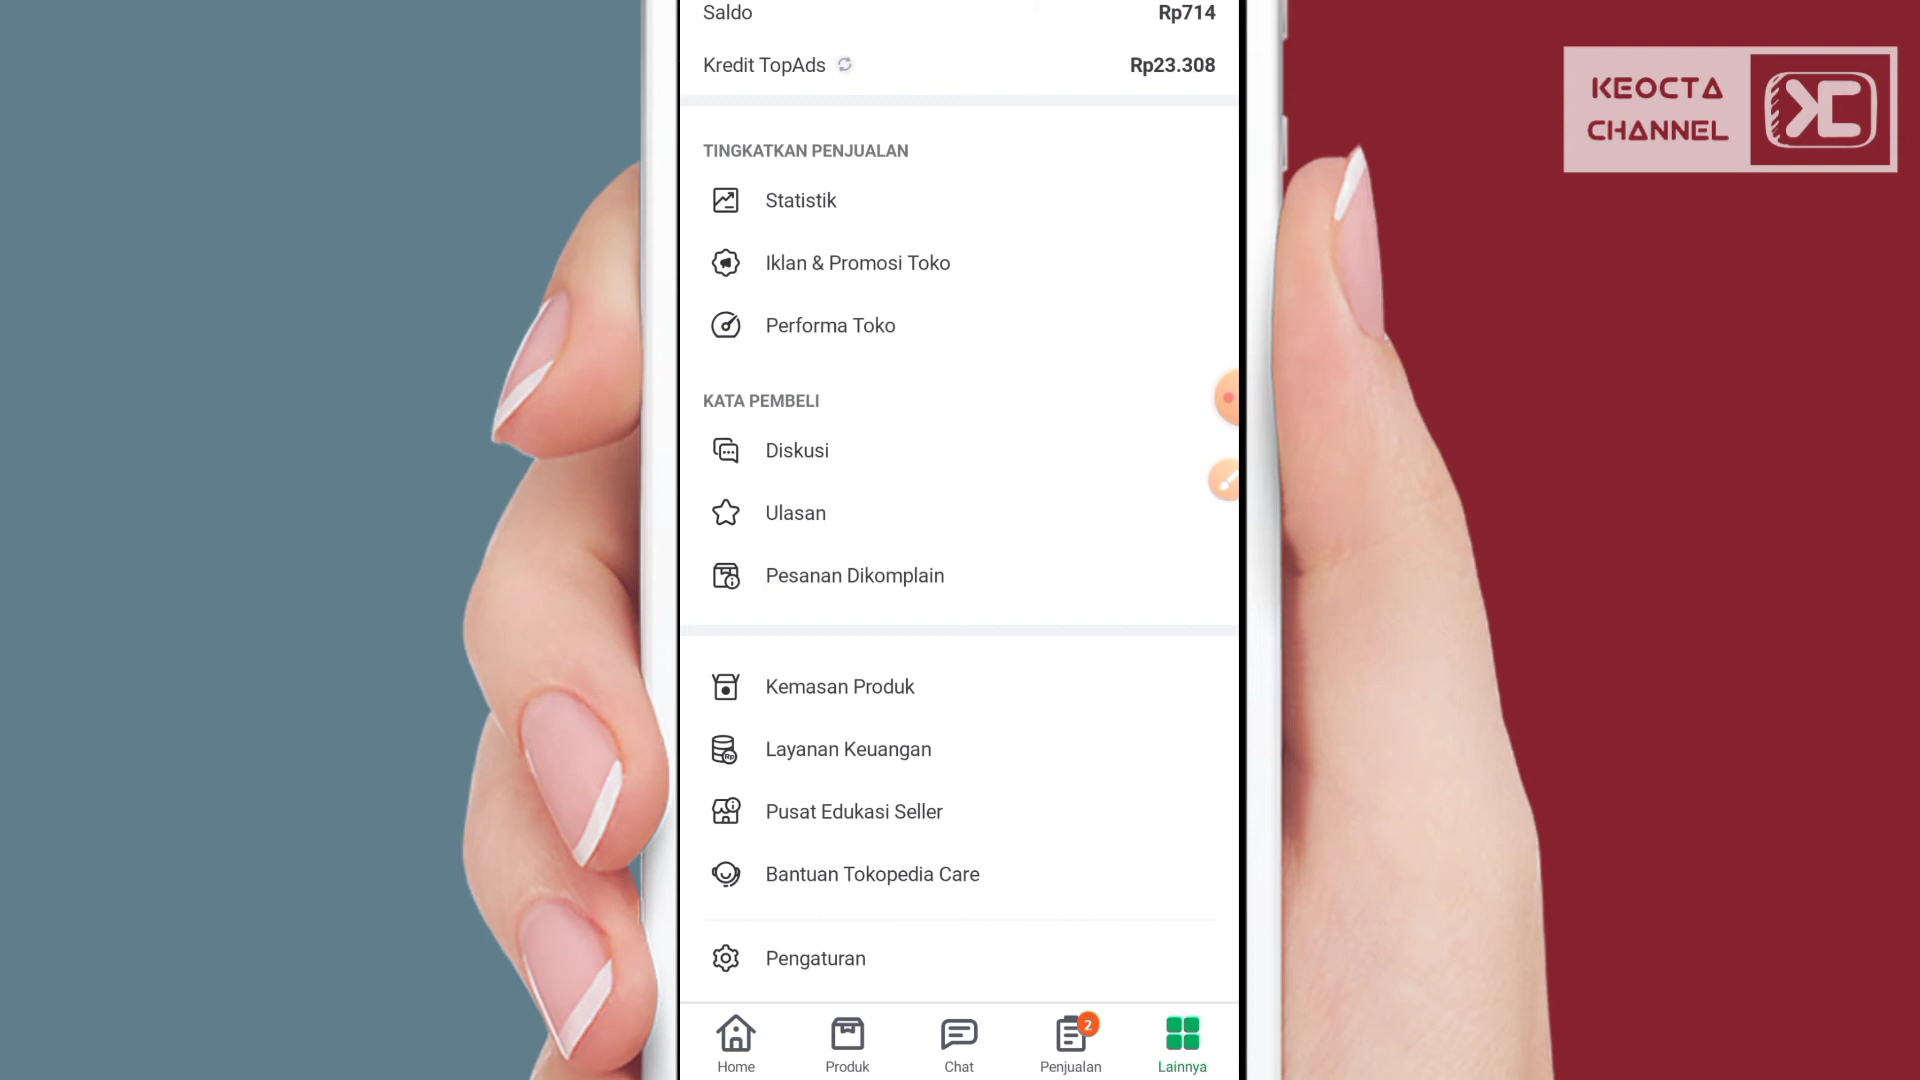 Saldo Rp714
Kredit TopAds Rp23.308
KEOCTA
CHANNEL
KC
TINGKATKAN PENJUALAN
Statistik
Iklan & Promosi Toko
Performa Toko
KATA PEMBELI
Diskusi
Ulasan
Pesanan Dikomplain
Kemasan Produk
Rp
Layanan Keuangan
Pusat Edukasi Seller
Bantuan Tokopedia Care
Pengaturan
2
Home Produk Chat Penjualan Lainnya